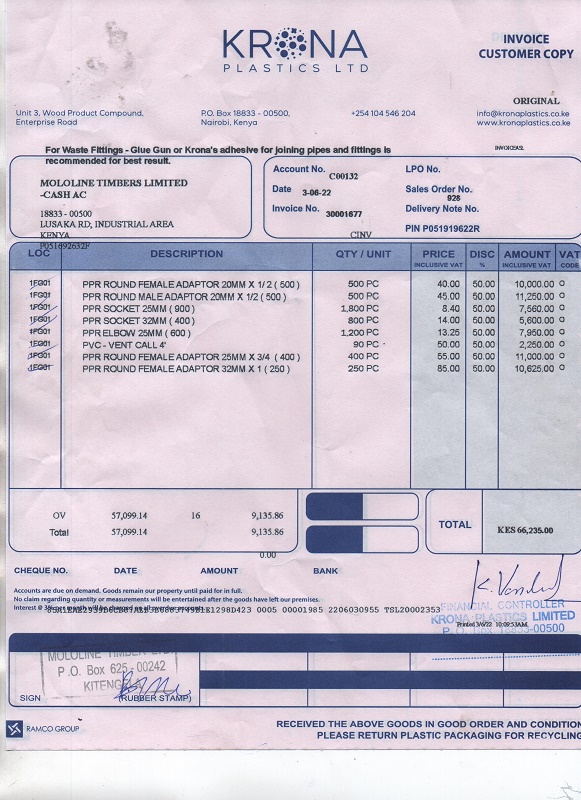 KRONA
PLASTICS LTD
INVOICE
CUSTOMER COPY
ORIGINAL
Unit 3, Wood Product Compound,
Enterprise Road
P.O. Box 18833 - 00500,
Nairobi, Kenya
+254 104 546 204
info@kronaplastics.co.ke
www.kronaplastics.co.ke
For Waste Fittings - Glue Gun or Krona's adhesive for joining pipes and fittings is
recommended for best result.
MOLOLINE TIMBERS LIMITED
-CASH AC
18833 - 00500
LUSAKA RD, INDUSTRIAL AREA
KENYA
P051692632F
Account No. C00132
Date 3-06-22
Invoice No. 30001677
CINV
LPO No.
Sales Order No.
928
Delivery Note No.
PIN P051919622R
LOC DESCRIPTION QTY / UNIT PRICE INCLUSIVE VAT DISC % AMOUNT INCLUSIVE VAT VAT CODE
1FG01 PPR ROUND FEMALE ADAPTOR 20MM X 1/2 ( 500 ) 500 PC 40.00 50.00 10,000.00 O
1FG01 PPR ROUND MALE ADAPTOR 20MM X 1/2 ( 500 ) 500 PC 45.00 50.00 11,250.00 O
1FG01 PPR SOCKET 25MM ( 900 ) 1,800 PC 8.40 50.00 7,560.00 O
1FG01 PPR SOCKET 32MM ( 400 ) 800 PC 14.00 50.00 5,600.00 O
1FG01 PPR ELBOW 25MM ( 600 ) 1,200 PC 13.25 50.00 7,950.00 O
1FG01 PVC - VENT CALL 4' 90 PC 50.00 50.00 2,250.00 O
1FG01 PPR ROUND FEMALE ADAPTOR 25MM X 3/4 ( 400 ) 400 PC 55.00 50.00 11,000.00 O
1FG01 PPR ROUND FEMALE ADAPTOR 32MM X 1 ( 250 ) 250 PC 85.00 50.00 10,625.00 O
OV 57,099.14 16 9,135.86
Total 57,099.14 9,135.86
0.00
TOTAL KES 66,235.00
CHEQUE NO. DATE AMOUNT BANK
Accounts are due on demand. Goods remain our property until paid for in full.
No claim regarding quantity or measurements will be entertained after the goods have left our premises.
Interest @ 3% per month will be charged on all overdue accounts
0005 00001985 2206030955 TSL20002353
FINANCIAL CONTROLLER
KRONA PLASTICS LIMITED
P. O. Box 18833-00500
Printed 3/6/22 10:09:53AM
MOLOLINE TIMBER LTD
P.O. Box 625 - 00242
KITENGELA
SIGN (RUBBER STAMP)
RAMCO GROUP
RECEIVED THE ABOVE GOODS IN GOOD ORDER AND CONDITION
PLEASE RETURN PLASTIC PACKAGING FOR RECYCLING